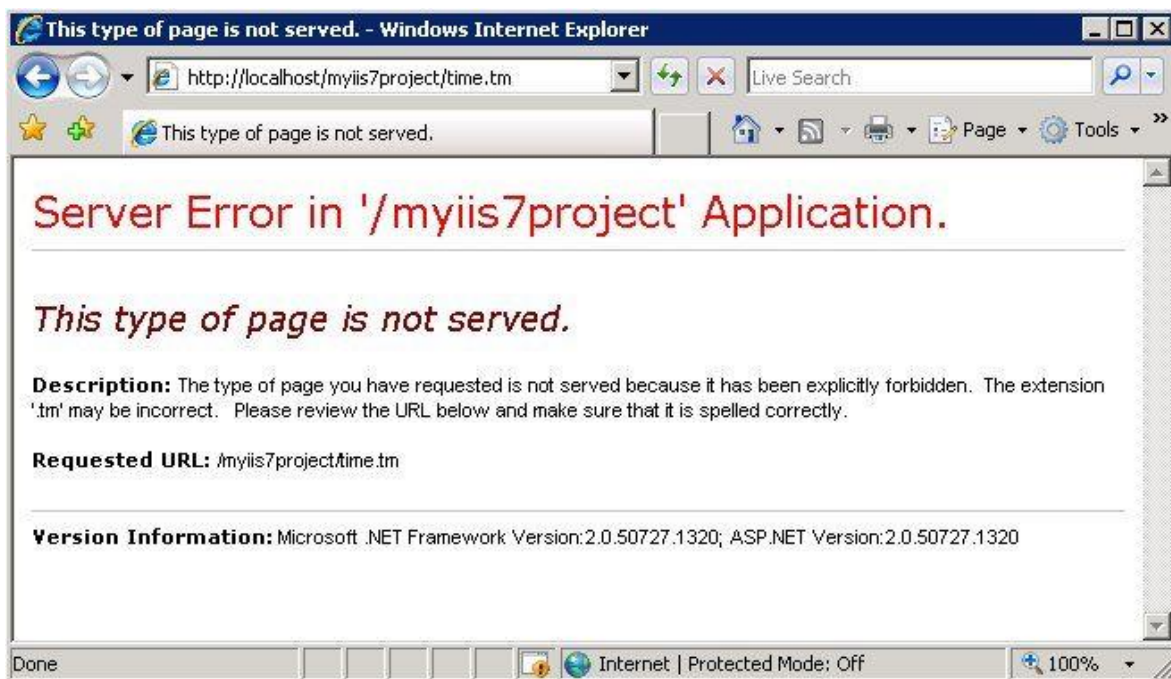 This type of page is not served. - Windows Internet Explorer
http://localhost/myiis7project/time.tm
Live Search
This type of page is not served.
Page
Tools
»
Server Error in '/myiis7project' Application.
This type of page is not served.
Description: The type of page you have requested is not served because it has been explicitly forbidden.  The extension
'.tm' may be incorrect.   Please review the URL below and make sure that it is spelled correctly.
Requested URL: /myiis7project/time.tm
Version Information: Microsoft .NET Framework Version:2.0.50727.1320; ASP.NET Version:2.0.50727.1320
Done
Internet | Protected Mode: Off
100%